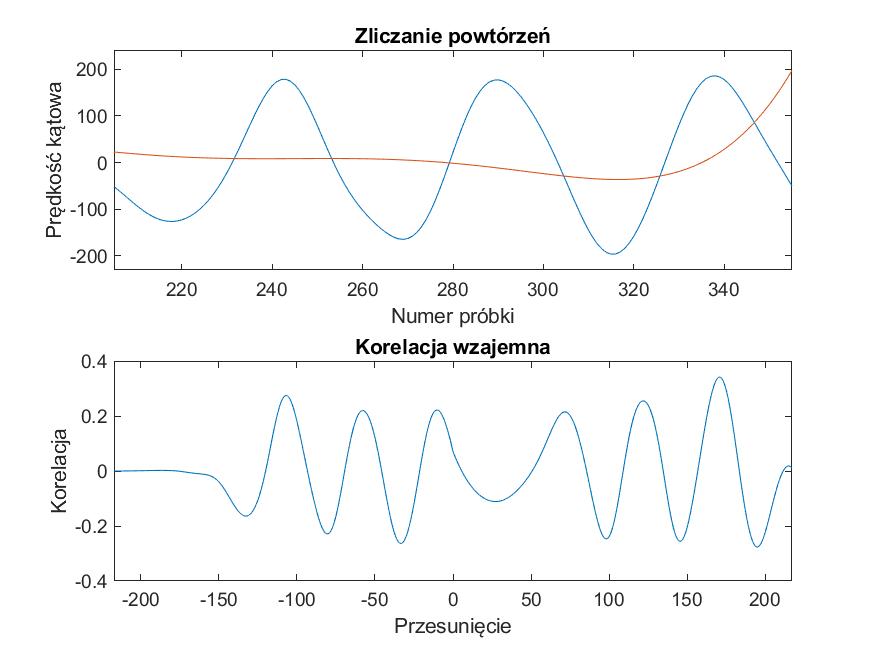 Zliczanie powtórzeń
Prędkość kątowa
200
100
0
-100
-200
220 240 260 280 300 320 340
Numer próbki
Korelacja wzajemna
Korelacja
0.4
0.2
0
-0.2
-0.4
-200 -150 -100 -50 0 50 100 150 200
Przesunięcie